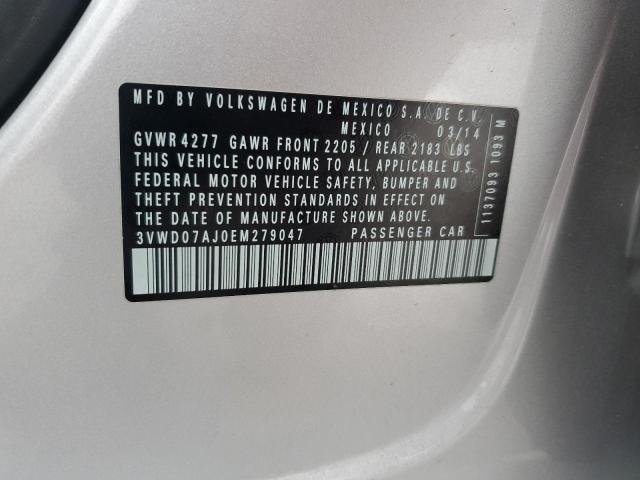 MFD BY VOLKSWAGEN DE MEXICO S.A. DE C.V.
MEXICO 03/14
GVWR 4277 GAWR FRONT 2205 / REAR 2183 LBS
THIS VEHICLE CONFORMS TO ALL APPLICABLE U.S.
FEDERAL MOTOR VEHICLE SAFETY, BUMPER AND
THEFT PREVENTION STANDARDS IN EFFECT ON
THE DATE OF MANUFACTURE SHOWN ABOVE.
3VWD07AJ0EM279047 PASSENGER CAR
1137093 1093 M